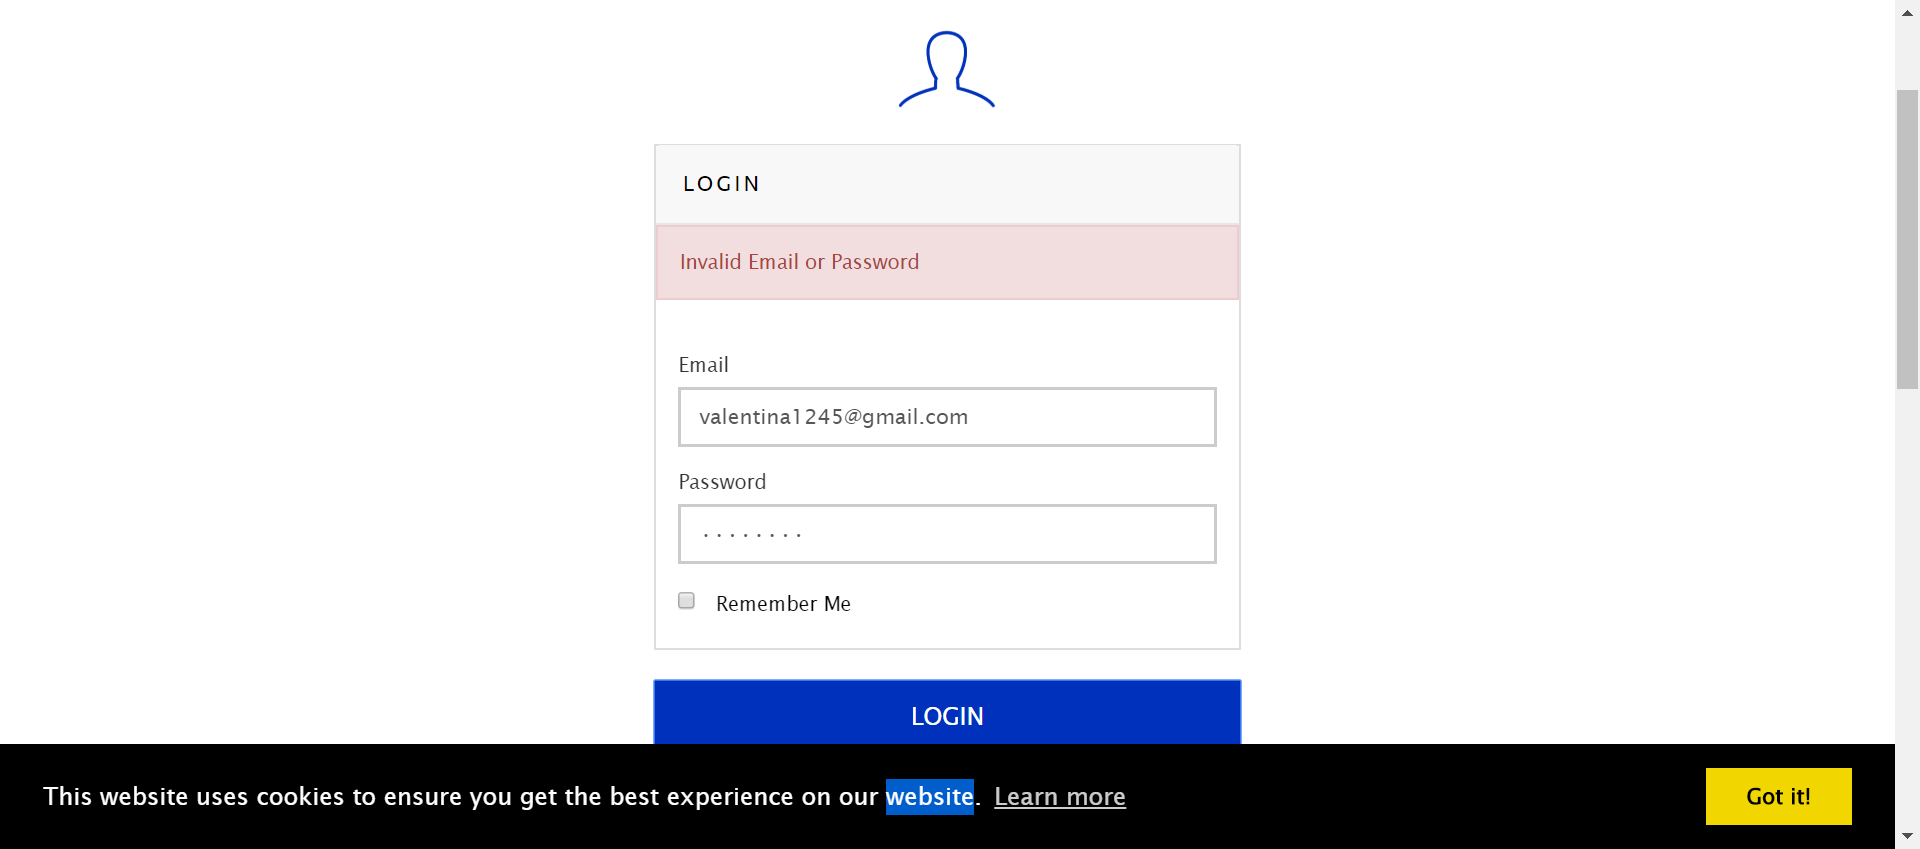 LOGIN
Invalid Email or Password
Email
valentina1245@gmail.com
Password
........
Remember Me
LOGIN
This website uses cookies to ensure you get the best experience on our website. Learn more
Got it!